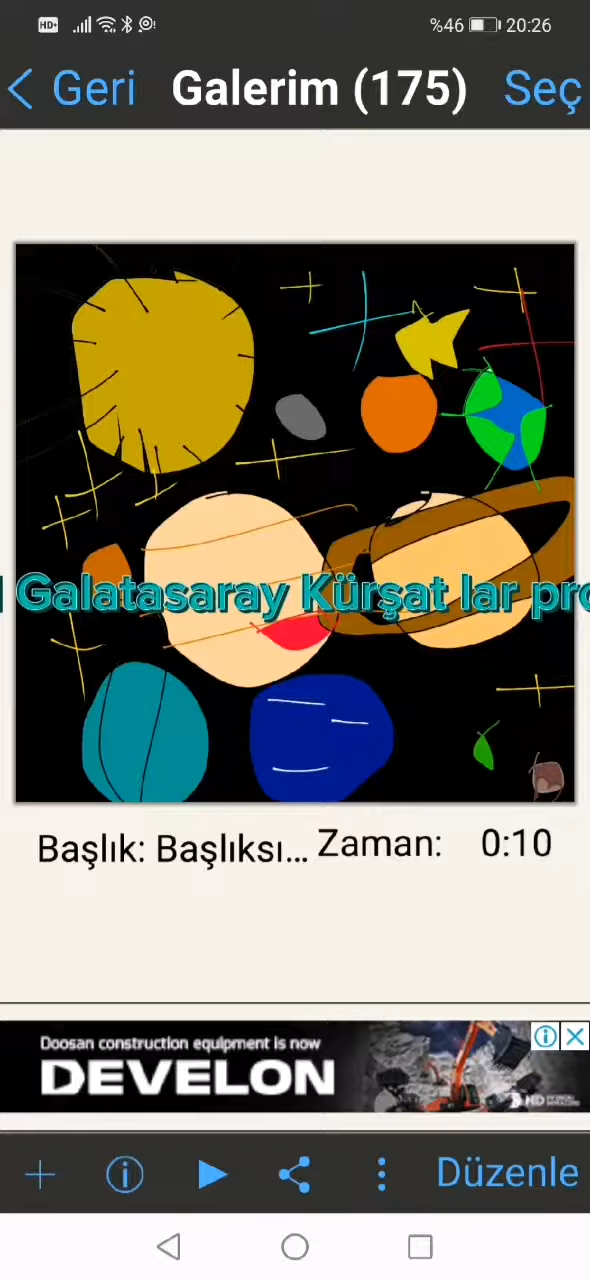 HD+
%46 20:26
Geri Galerim (175) Seç
Galatasaray Kürşat lar pro
Başlık: Başlıksı... Zaman: 0:10
Doosan construction equipment is now
DEVELON
Düzenle